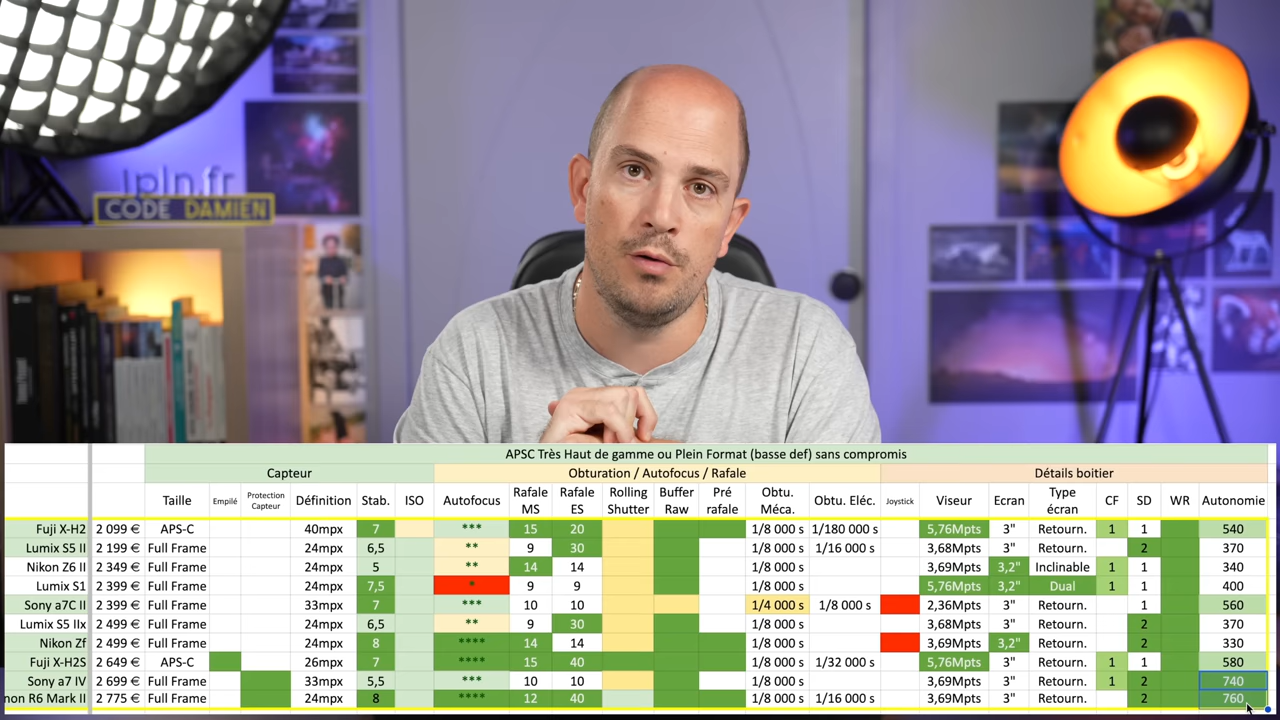 lpln.fr
CODE DAMIEN
APSC Très Haut de gamme ou Plein Format (basse def) sans compromis
Capteur Obturation / Autofocus / Rafale Détails boitier
Taille Empilé Protection Capteur Définition Stab. ISO Autofocus Rafale MS Rafale ES Rolling Shutter Buffer Raw Pré rafale Obtu. Méca. Obtu. Eléc. Joystick Viseur Ecran Type écran CF SD WR Autonomie
Fuji X-H2 2 099 € APS-C 40mpx 7 *** 15 20 1/8 000 s 1/180 000 s 5,76Mpts 3" Retourn. 1 1 540
Lumix S5 II 2 199 € Full Frame 24mpx 6,5 ** 9 30 1/8 000 s 1/16 000 s 3,68Mpts 3" Retourn. 2 370
Nikon Z6 II 2 349 € Full Frame 24mpx 5 ** 14 14 1/8 000 s 3,69Mpts 3,2" Inclinable 1 1 340
Lumix S1 2 399 € Full Frame 24mpx 7,5 * 9 9 1/8 000 s 5,76Mpts 3,2" Dual 1 1 400
Sony a7C II 2 399 € Full Frame 33mpx 7 *** 10 10 1/4 000 s 1/8 000 s 2,36Mpts 3" Retourn. 1 560
Lumix S5 IIx 2 499 € Full Frame 24mpx 6,5 ** 9 30 1/8 000 s 3,68Mpts 3" Retourn. 2 370
Nikon Zf 2 499 € Full Frame 24mpx 8 **** 14 14 1/8 000 s 3,69Mpts 3,2" Retourn. 2 330
Fuji X-H2S 2 649 € APS-C 26mpx 7 **** 15 40 1/8 000 s 1/32 000 s 5,76Mpts 3" Retourn. 1 1 580
Sony a7 IV 2 699 € Full Frame 33mpx 5,5 *** 10 10 1/8 000 s 3,69Mpts 3" Retourn. 1 2 740
non R6 Mark II 2 775 € Full Frame 24mpx 8 **** 12 40 1/8 000 s 1/16 000 s 3,69Mpts 3" Retourn. 2 760